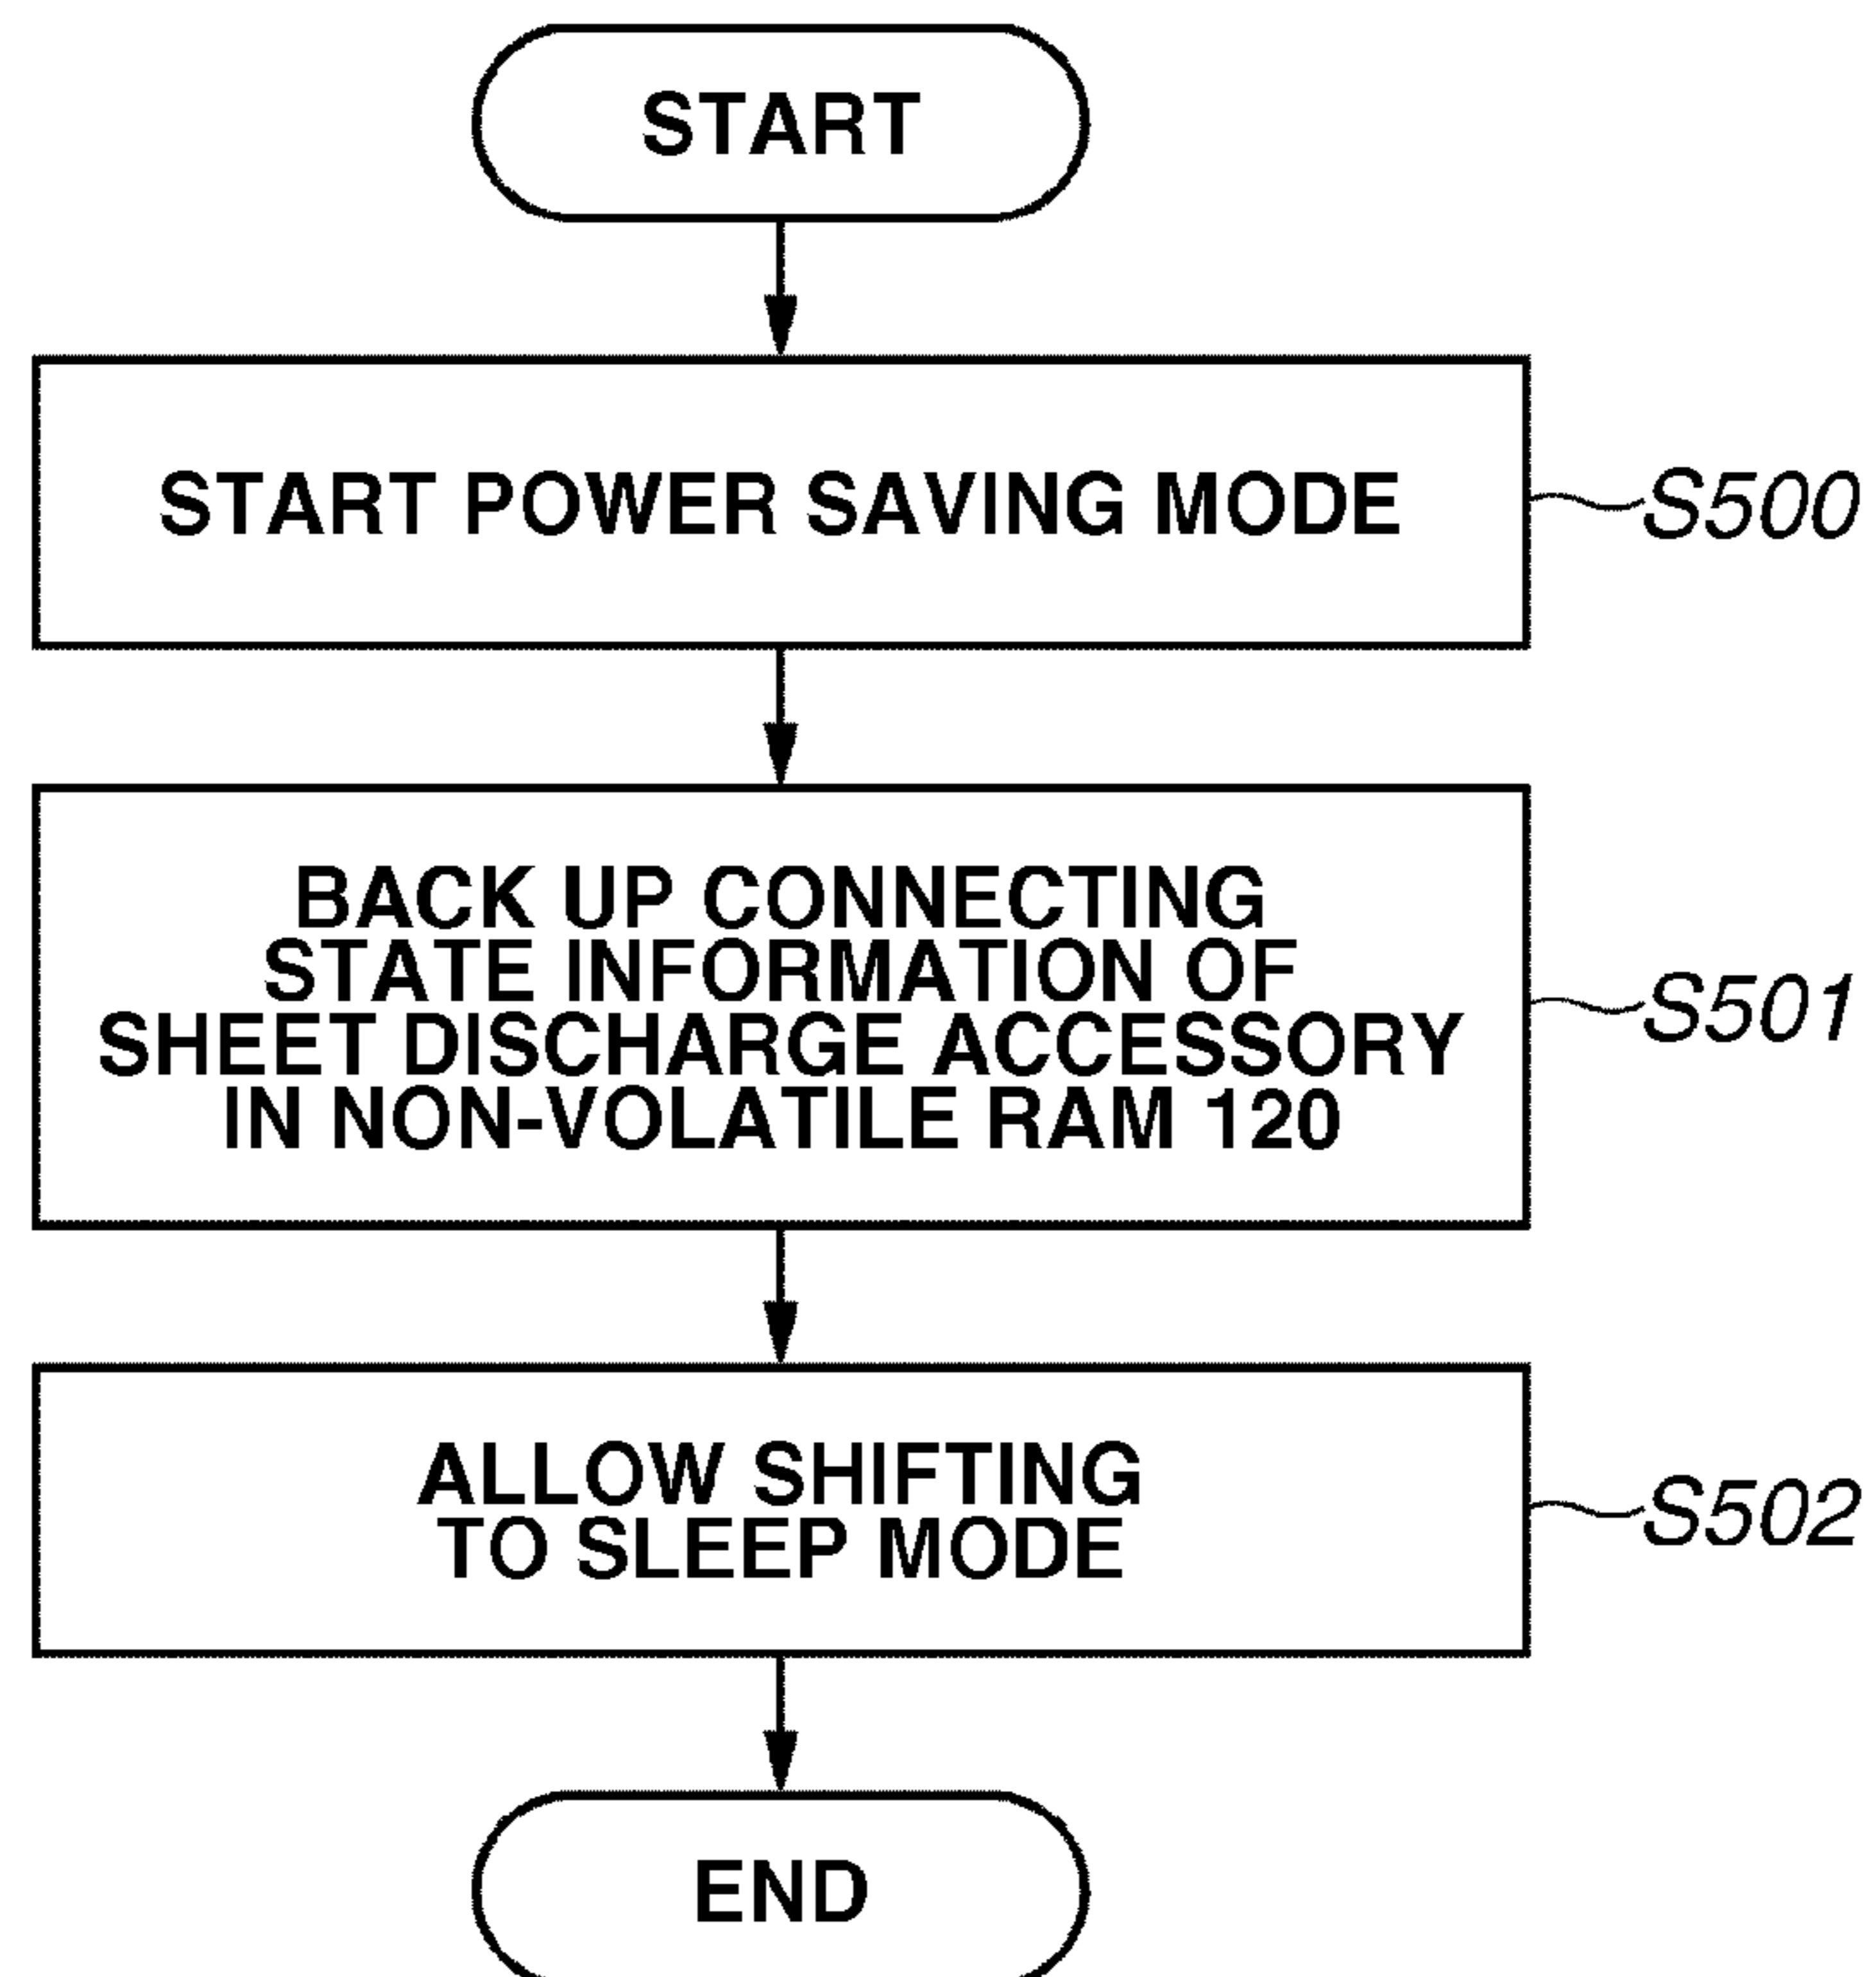 START
START POWER SAVING MODE
S500
BACK UP CONNECTING
STATE INFORMATION OF
SHEET DISCHARGE ACCESSORY
IN NON-VOLATILE RAM 120
S501
ALLOW SHIFTING
TO SLEEP MODE
S502
END